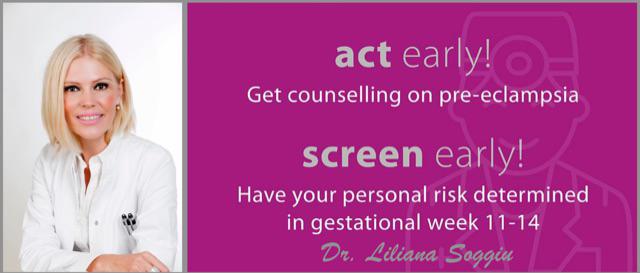 act early!
Get counselling on pre-eclampsia
screen early!
Have your personal risk determined
in gestational week 11-14
Dr. Liliana Soggiu